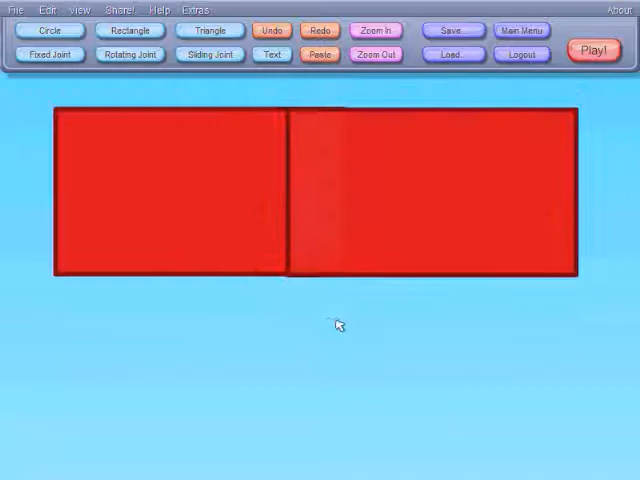 File Edit View Share! Help Extras About
Circle Rectangle Triangle Undo Redo Zoom In Save Main Menu
Fixed Joint Rotating Joint Sliding Joint Text Paste Zoom Out Load Logout
Play!